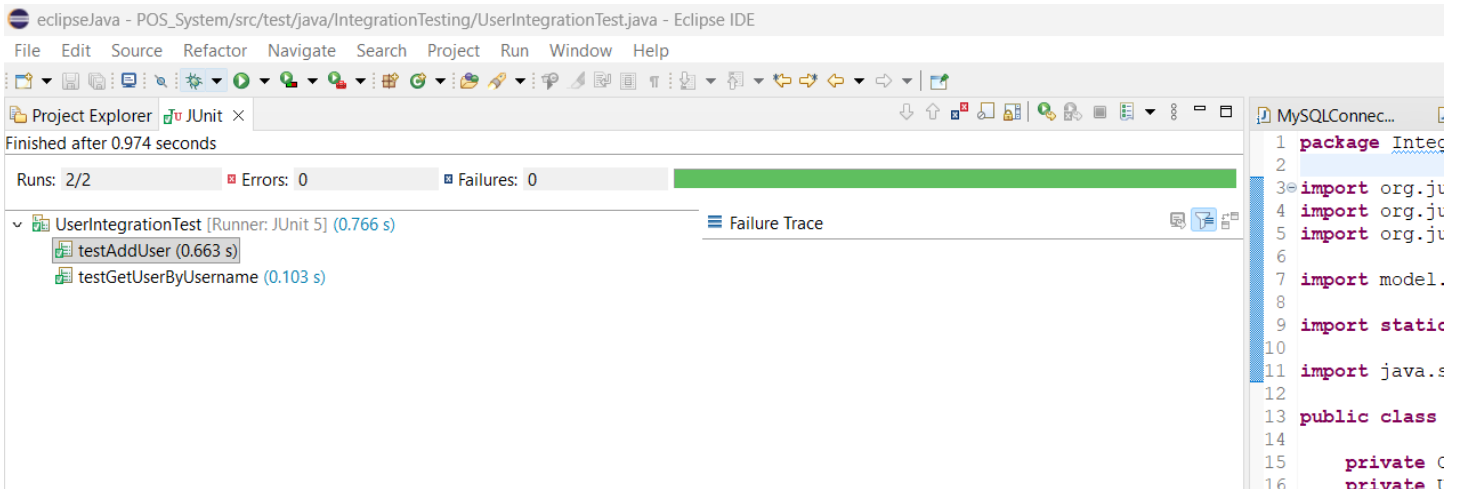 eclipseJava - POS_System/src/test/java/IntegrationTesting/UserIntegrationTest.java - Eclipse IDE
File Edit Source Refactor Navigate Search Project Run Window Help
Project Explorer JUnit
Finished after 0.974 seconds
Runs: 2/2 Errors: 0 Failures: 0
UserIntegrationTest [Runner: JUnit 5] (0.766 s)
testAddUser (0.663 s)
testGetUserByUsername (0.103 s)
Failure Trace
MySQLConnec...
1 package Integ
2
3 import org.ju
4 import org.ju
5 import org.ju
6
7 import model.
8
9 import static
10
11 import java.s
12
13 public class
14
15 private
16 private